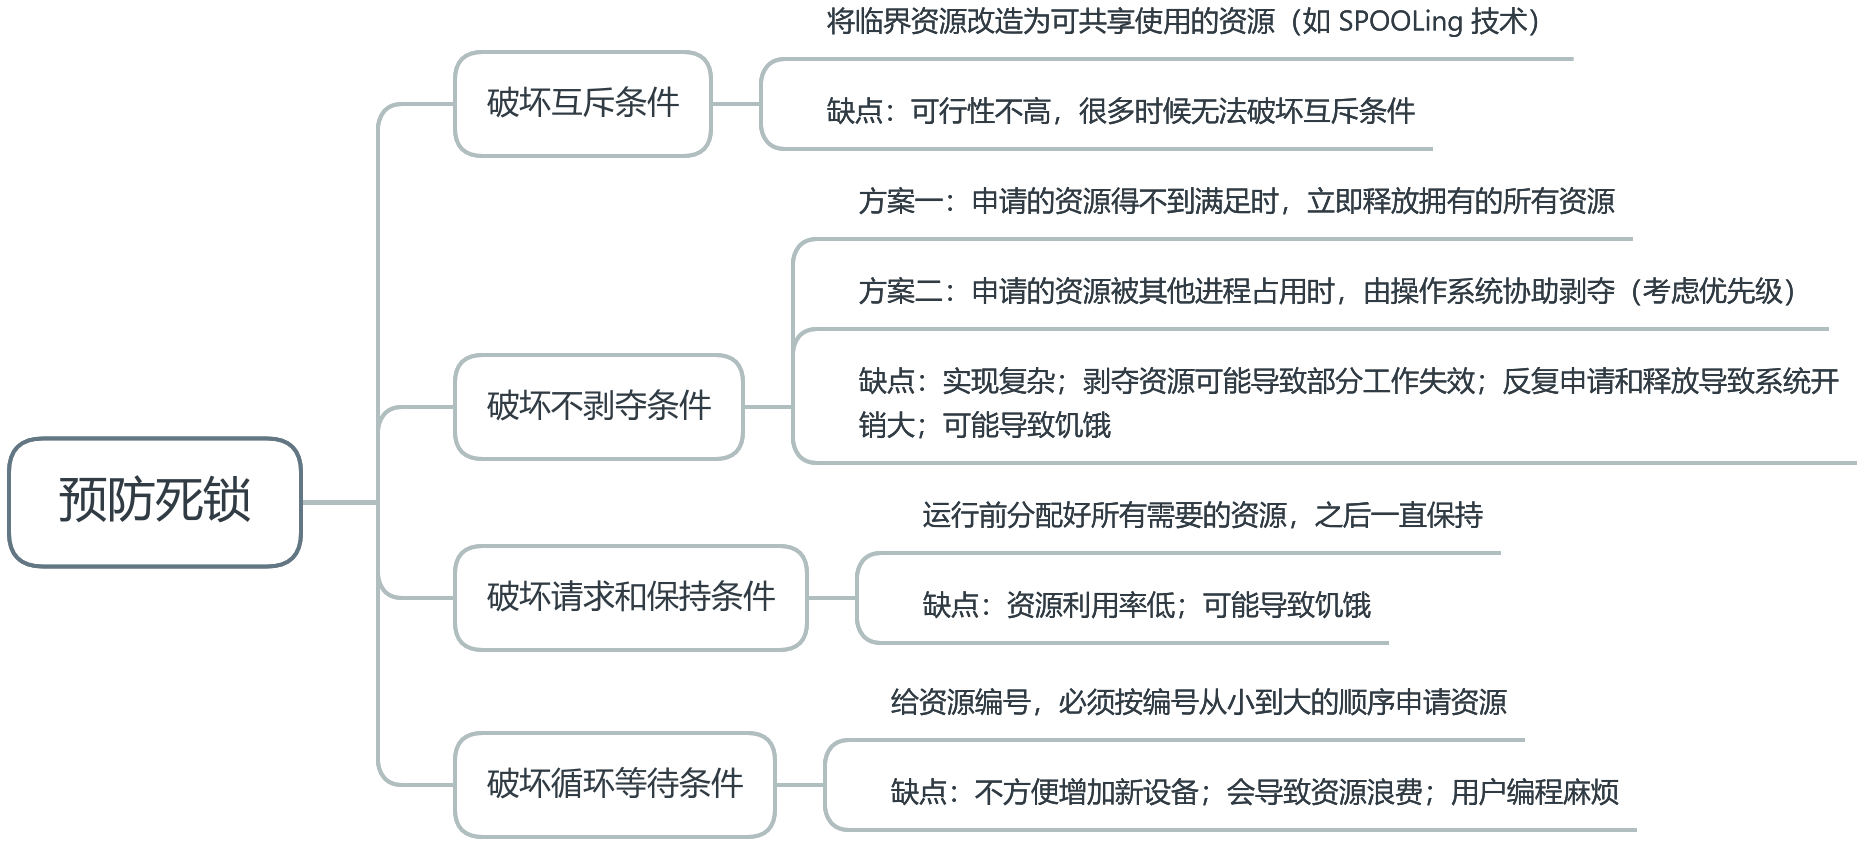 预防死锁
破坏互斥条件
将临界资源改造为可共享使用的资源（如 SPOOLing 技术）
缺点：可行性不高，很多时候无法破坏互斥条件
破坏不剥夺条件
方案一：申请的资源得不到满足时，立即释放拥有的所有资源
方案二：申请的资源被其他进程占用时，由操作系统协助剥夺（考虑优先级）
缺点：实现复杂；剥夺资源可能导致部分工作失效；反复申请和释放导致系统开
销大；可能导致饥饿
破坏请求和保持条件
运行前分配好所有需要的资源，之后一直保持
缺点：资源利用率低；可能导致饥饿
破坏循环等待条件
给资源编号，必须按编号从小到大的顺序申请资源
缺点：不方便增加新设备；会导致资源浪费；用户编程麻烦